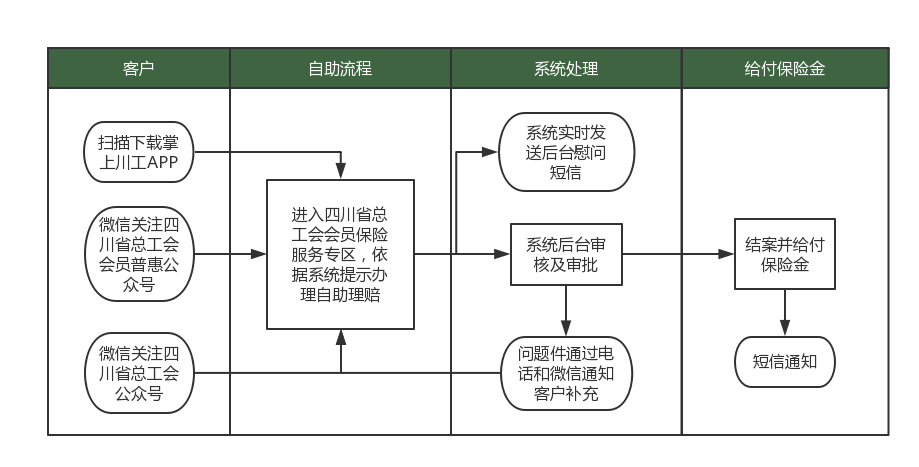 客户
自助流程
系统处理
给付保险金
扫描下载掌
上川工APP
微信关注四
川省总工会
会员普惠公
众号
微信关注四
川省总工会
公众号
进入四川省总
工会会员保险
服务专区，依
据系统提示办
理自助理赔
系统实时发
送后台慰问
短信
系统后台审
核及审批
问题件通过电
话和微信通知
客户补充
结案并给付
保险金
短信通知